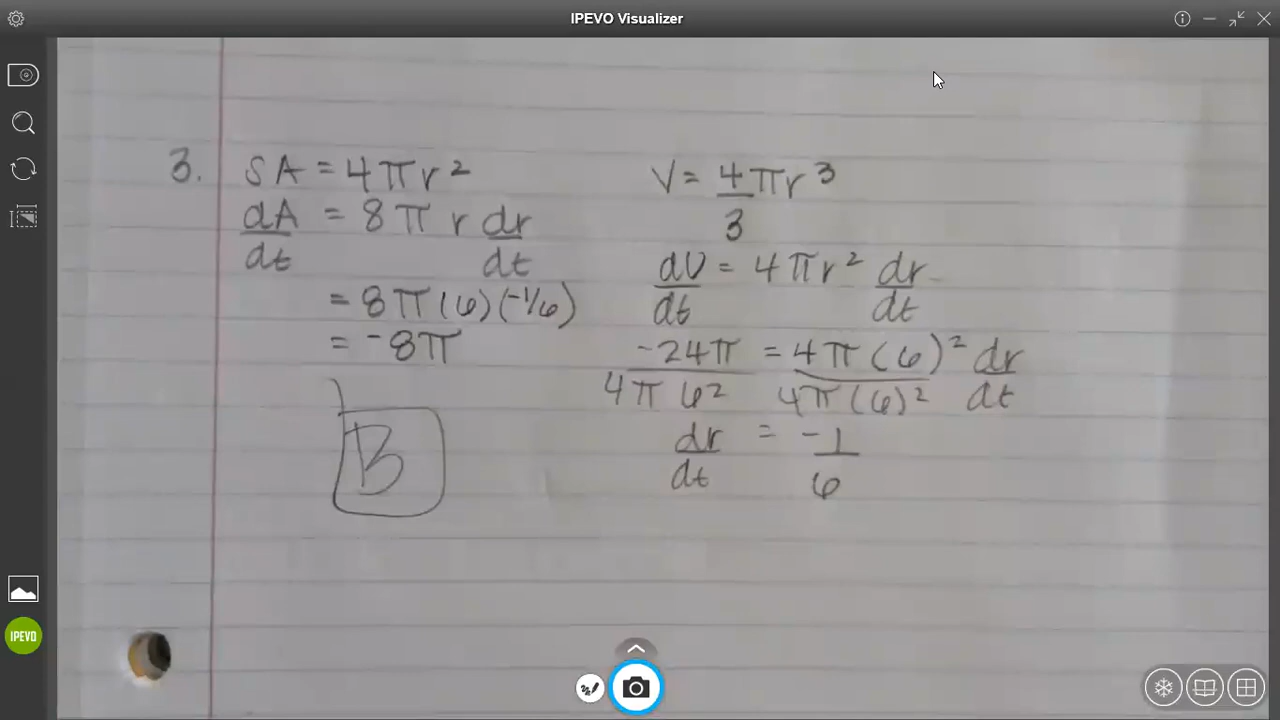 IPEVO Visualizer
3. SA = 4πr²
dA/dt = 8πr dr/dt
= 8π(6)(-1/6)
= -8π
B
V = 4/3 πr³
dV/dt = 4πr² dr/dt
-24π/4π6² = 4π(6)²/4π(6)² dr/dt
dr/dt = -1/6
IPEVO